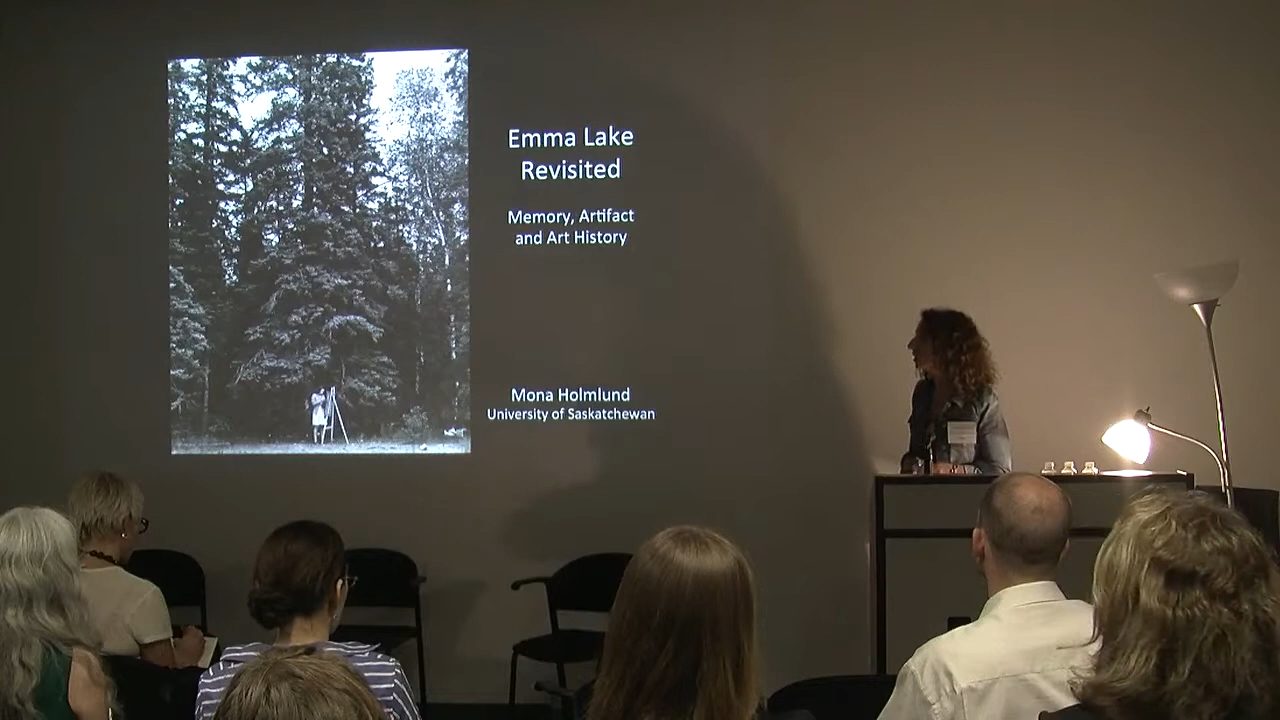 Emma Lake
Revisited
Memory, Artifact
and Art History
Mona Holmlund
University of Saskatchewan